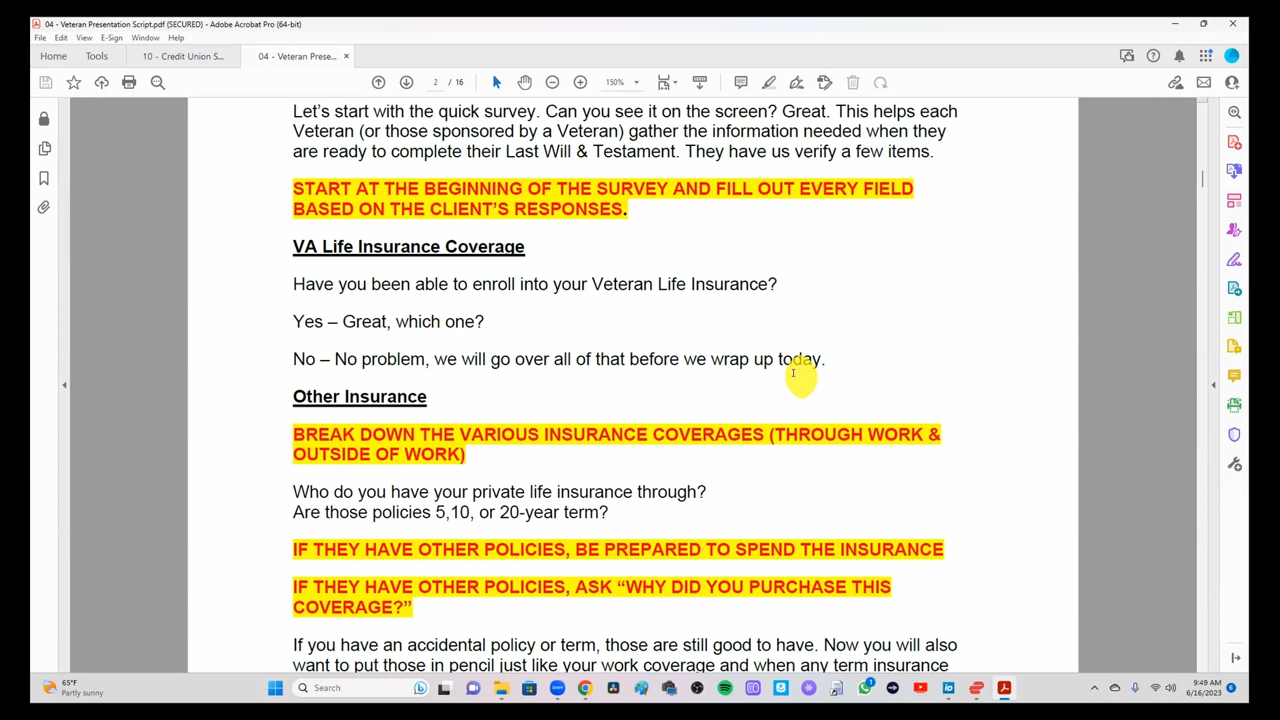 04 - Veteran Presentation Script.pdf (SECURED) - Adobe Acrobat Pro (64-bit)
File Edit View E-Sign Window Help
Home Tools 10 - Credit Union S... 04 - Veteran Prese... ×
2 / 16 150%
Let’s start with the quick survey. Can you see it on the screen? Great. This helps each
Veteran (or those sponsored by a Veteran) gather the information needed when they
are ready to complete their Last Will & Testament. They have us verify a few items.
START AT THE BEGINNING OF THE SURVEY AND FILL OUT EVERY FIELD
BASED ON THE CLIENT’S RESPONSES.
VA Life Insurance Coverage
Have you been able to enroll into your Veteran Life Insurance?
Yes – Great, which one?
No – No problem, we will go over all of that before we wrap up today.
Other Insurance
BREAK DOWN THE VARIOUS INSURANCE COVERAGES (THROUGH WORK &
OUTSIDE OF WORK)
Who do you have your private life insurance through?
Are those policies 5,10, or 20-year term?
IF THEY HAVE OTHER POLICIES, BE PREPARED TO SPEND THE INSURANCE
IF THEY HAVE OTHER POLICIES, ASK “WHY DID YOU PURCHASE THIS
COVERAGE?”
If you have an accidental policy or term, those are still good to have. Now you will also
want to put those in pencil just like your work coverage and when any term insurance
65°F
Partly sunny
Search
9:49 AM
6/16/2023